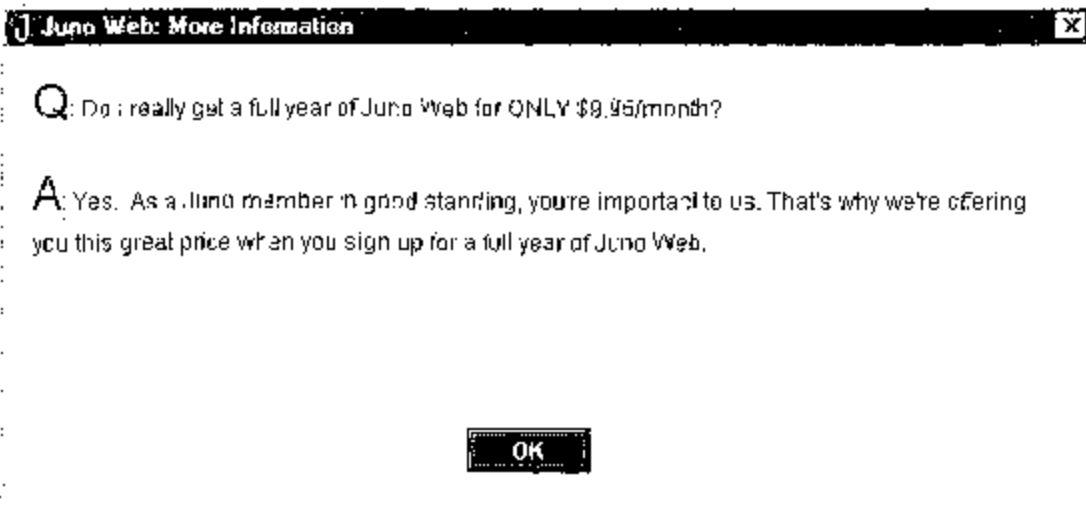 Juno Web: More Information
Q: Do I really get a full year of Juno Web for ONLY $9.95/month?
A: Yes. As a Juno member in good standing, you're important to us. That's why we're offering
you this great price when you sign up for a full year of Juno Web.
OK